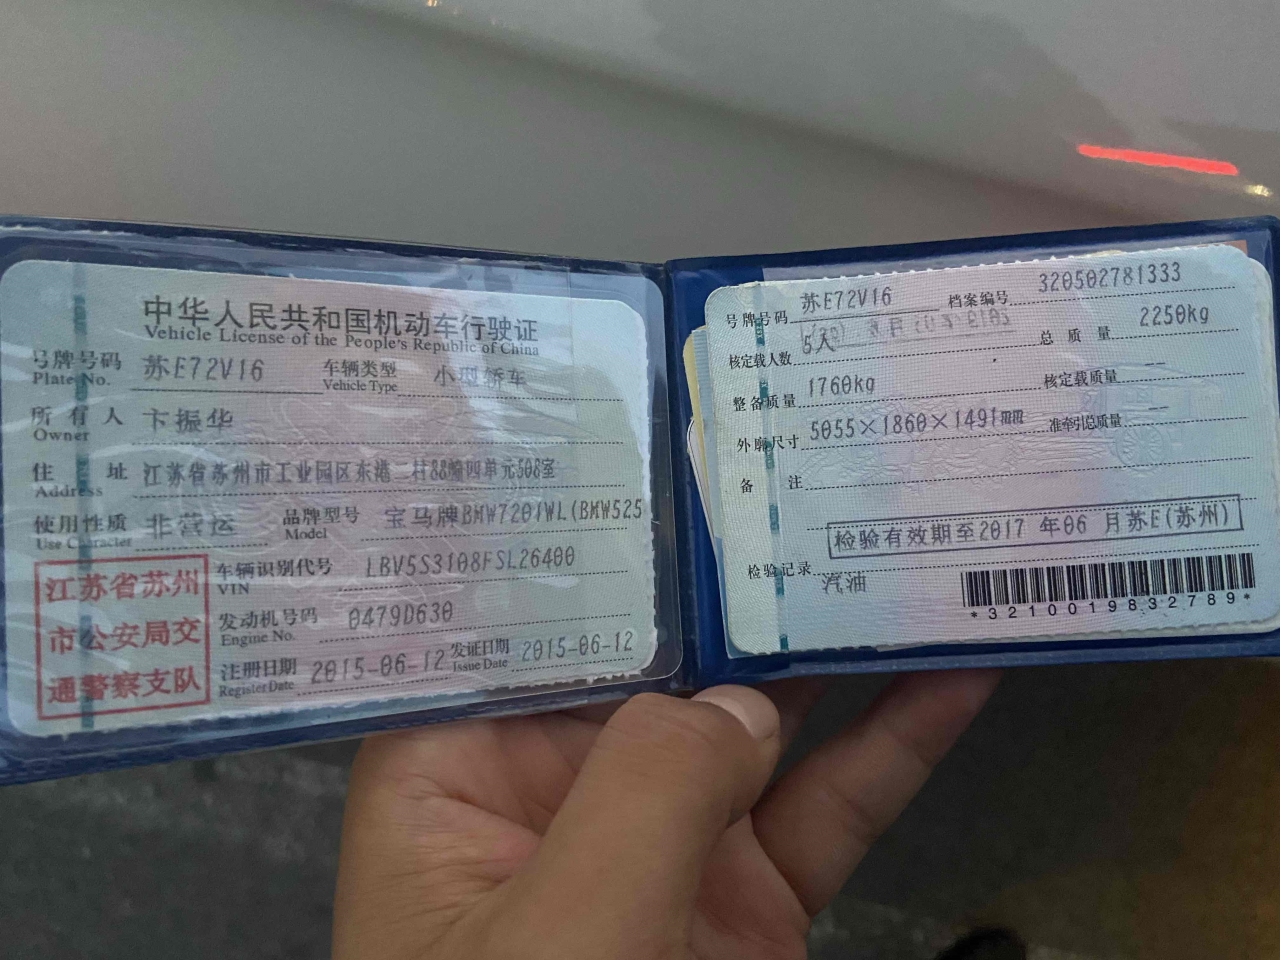 中华人民共和国机动车行驶证
Vehicle License of the People's Republic of China
号牌号码 苏E72V16 车辆类型 小型轿车
Plate No. Vehicle Type
所有人 卞振华
Owner
住址 江苏省苏州市工业园区东港二村88幢四单元508室
Address
使用性质 非营运 品牌型号 宝马牌BMW7201WL(BMW525
Use Character Model
江苏省苏州
市公安局交
通警察支队
车辆识别代号 LBV5S3108FSL26400
VIN
发动机号码 0479D630
Engine No.
注册日期 2015-06-12 发证日期 2015-06-12
Register Date Issue Date
号牌号码 苏E72V16 档案编号 320502781333
核定载人数 5人 总质量 2250kg
整备质量 1760kg 核定载质量 --
外廓尺寸 5055×1860×1491mm 准牵引总质量 --
备注
检验有效期至2017 年06 月苏E(苏州)
检验记录
汽油
*3210019832789*